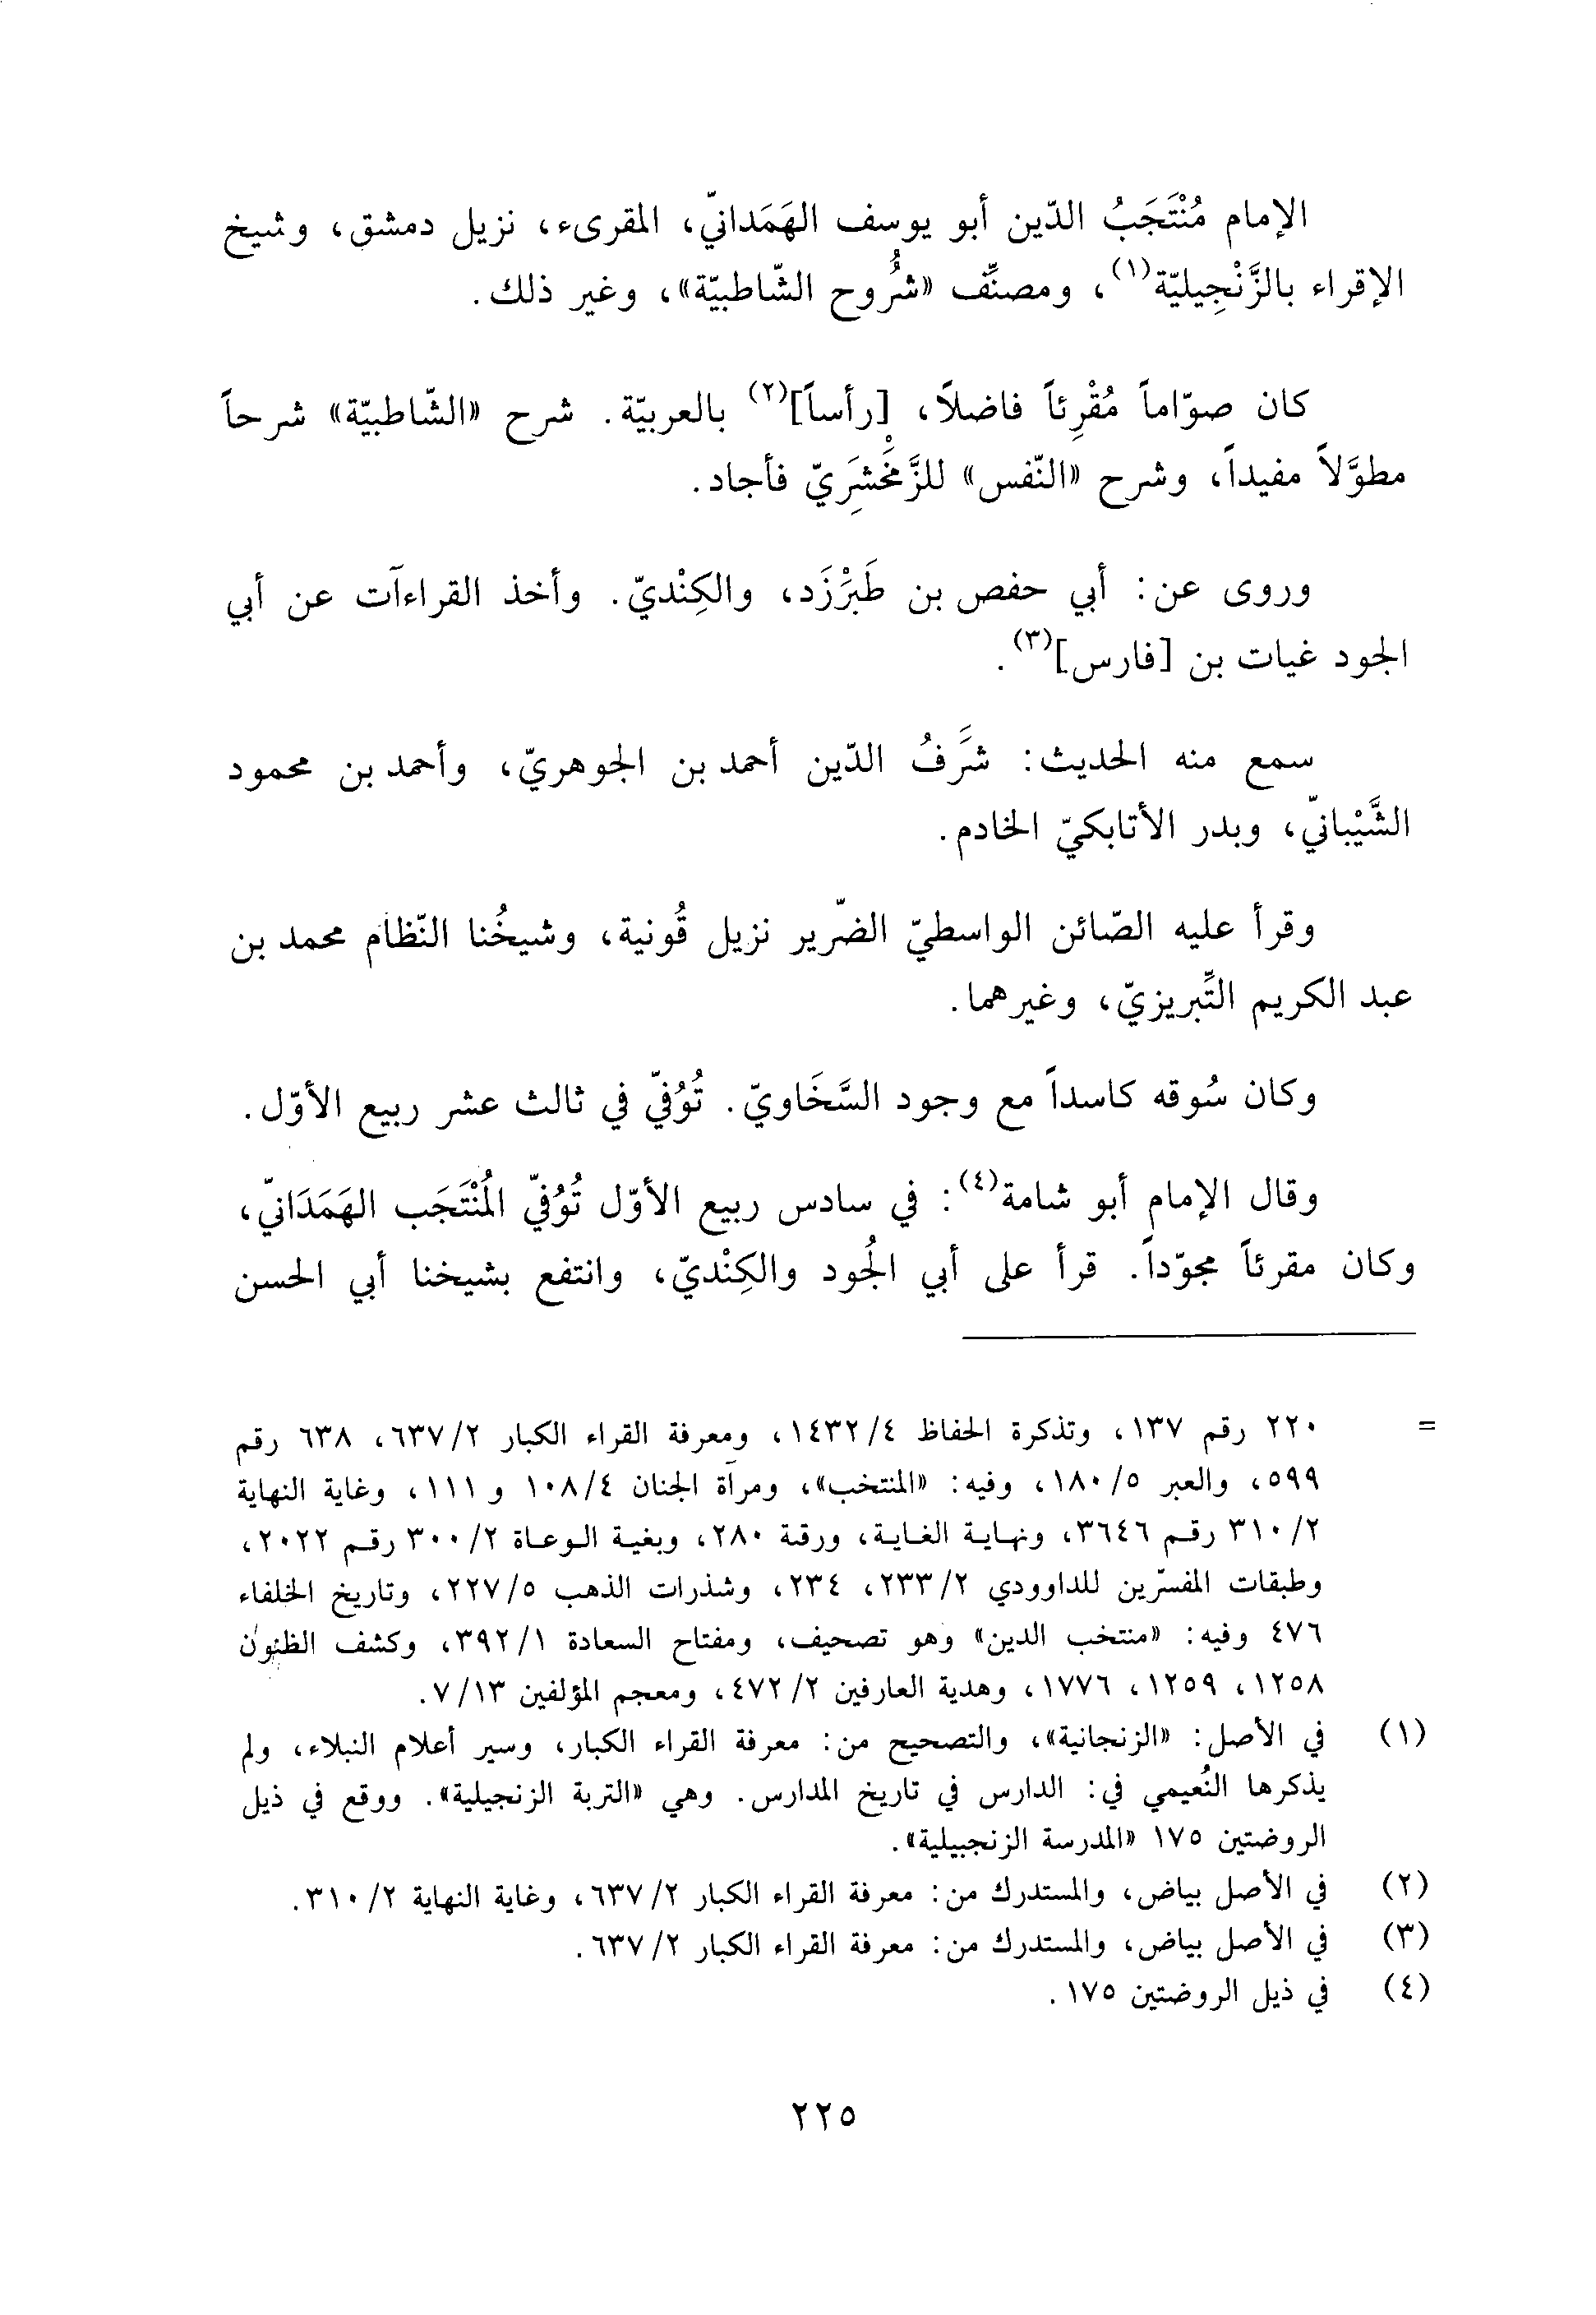 الإمام مُنْتَجَبُ الدّين أبو يوسف الهَمَدانيّ، المقرىء، نزيل دمشق، وشيخ
الإقراء بالزَّنْجِيليّة(١)، ومصنِّف «شُرُوح الشّاطبيّة»، وغير ذلك.
كان صوّاماً مُقْرِئاً فاضلاً، [رأساً](٢) بالعربيّة. شرح «الشّاطبيّة» شرحاً
مطوَّلاً مفيداً، وشرح «النّفس» للزَّمَخْشَرِيّ فأجاد.
وروى عن: أبي حفص بن طَبَرْزَد، والكِنْديّ. وأخذ القراءآت عن أبي
الجود غيات بن [فارس](٣).
سمع منه الحديث: شَرَفُ الدّين أحمد بن الجوهريّ، وأحمد بن محمود
الشَّيْبانيّ، وبدر الأتابكيّ الخادم.
وقرأ عليه الصّائن الواسطيّ الضّرير نزيل قُونية، وشيخُنا النّظام محمد بن
عبد الكريم التِّبريزيّ، وغيرهما.
وكان سُوقه كاسداً مع وجود السَّخَاويّ. تُوُفيّ في ثالث عشر ربيع الأوّل.
وقال الإمام أبو شامة(٤): في سادس ربيع الأوّل تُوُفيّ المُنْتَجَب الهَمَدَانيّ،
وكان مقرئاً مجوّداً. قرأ على أبي الجُود والكِنْديّ، وانتفع بشيخنا أبي الحسن
= ٢٢٠ رقم ١٣٧، وتذكرة الحفاظ ١٤٣٢/٤، ومعرفة القراء الكبار ٦٣٧/٢، ٦٣٨ رقم
٥٩٩، والعبر ١٨٠/٥، وفيه: «المنتخب»، ومرآة الجنان ١٠٨/٤ و ١١١، وغاية النهاية
٣١٠/٢ رقم ٣٦٤٦، ونهاية الغاية، ورقة ٢٨٠، وبغية الوعاة ٣٠٠/٢ رقم ٢٠٢٢،
وطبقات المفسّرين للداوودي ٢٣٣/٢، ٢٣٤، وشذرات الذهب ٢٢٧/٥، وتاريخ الخلفاء
٤٧٦ وفيه: «منتخب الدين» وهو تصحيف، ومفتاح السعادة ٣٩٢/١، وكشف الظنون
١٢٥٨، ١٢٥٩، ١٧٧٦، وهدية العارفين ٤٧٢/٢، ومعجم المؤلفين ٧/١٣.
(١) في الأصل: «الزنجانية»، والتصحيح من: معرفة القراء الكبار، وسير أعلام النبلاء، ولم
يذكرها النُعيمي في: الدارس في تاريخ المدارس. وهي «التربة الزنجيلية». ووقع في ذيل
الروضتين ١٧٥ «المدرسة الزنجبيلية».
(٢) في الأصل بياض، والمستدرك من: معرفة القراء الكبار ٦٣٧/٢، وغاية النهاية ٣١٠/٢.
(٣) في الأصل بياض، والمستدرك من: معرفة القراء الكبار ٦٣٧/٢.
(٤) في ذيل الروضتين ١٧٥.
٢٢٥